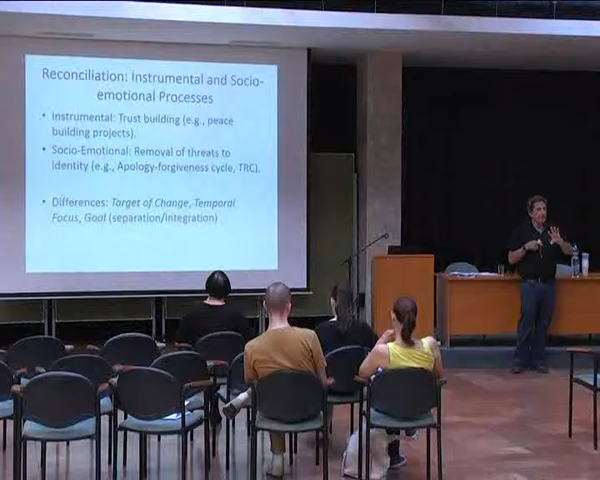 Reconciliation: Instrumental and Socio-
emotional Processes
• Instrumental: Trust building (e.g., peace
building projects).
• Socio-Emotional: Removal of threats to
identity (e.g., Apology-forgiveness cycle, TRC).
• Differences: Target of Change, Temporal
Focus, Goal (separation/integration)